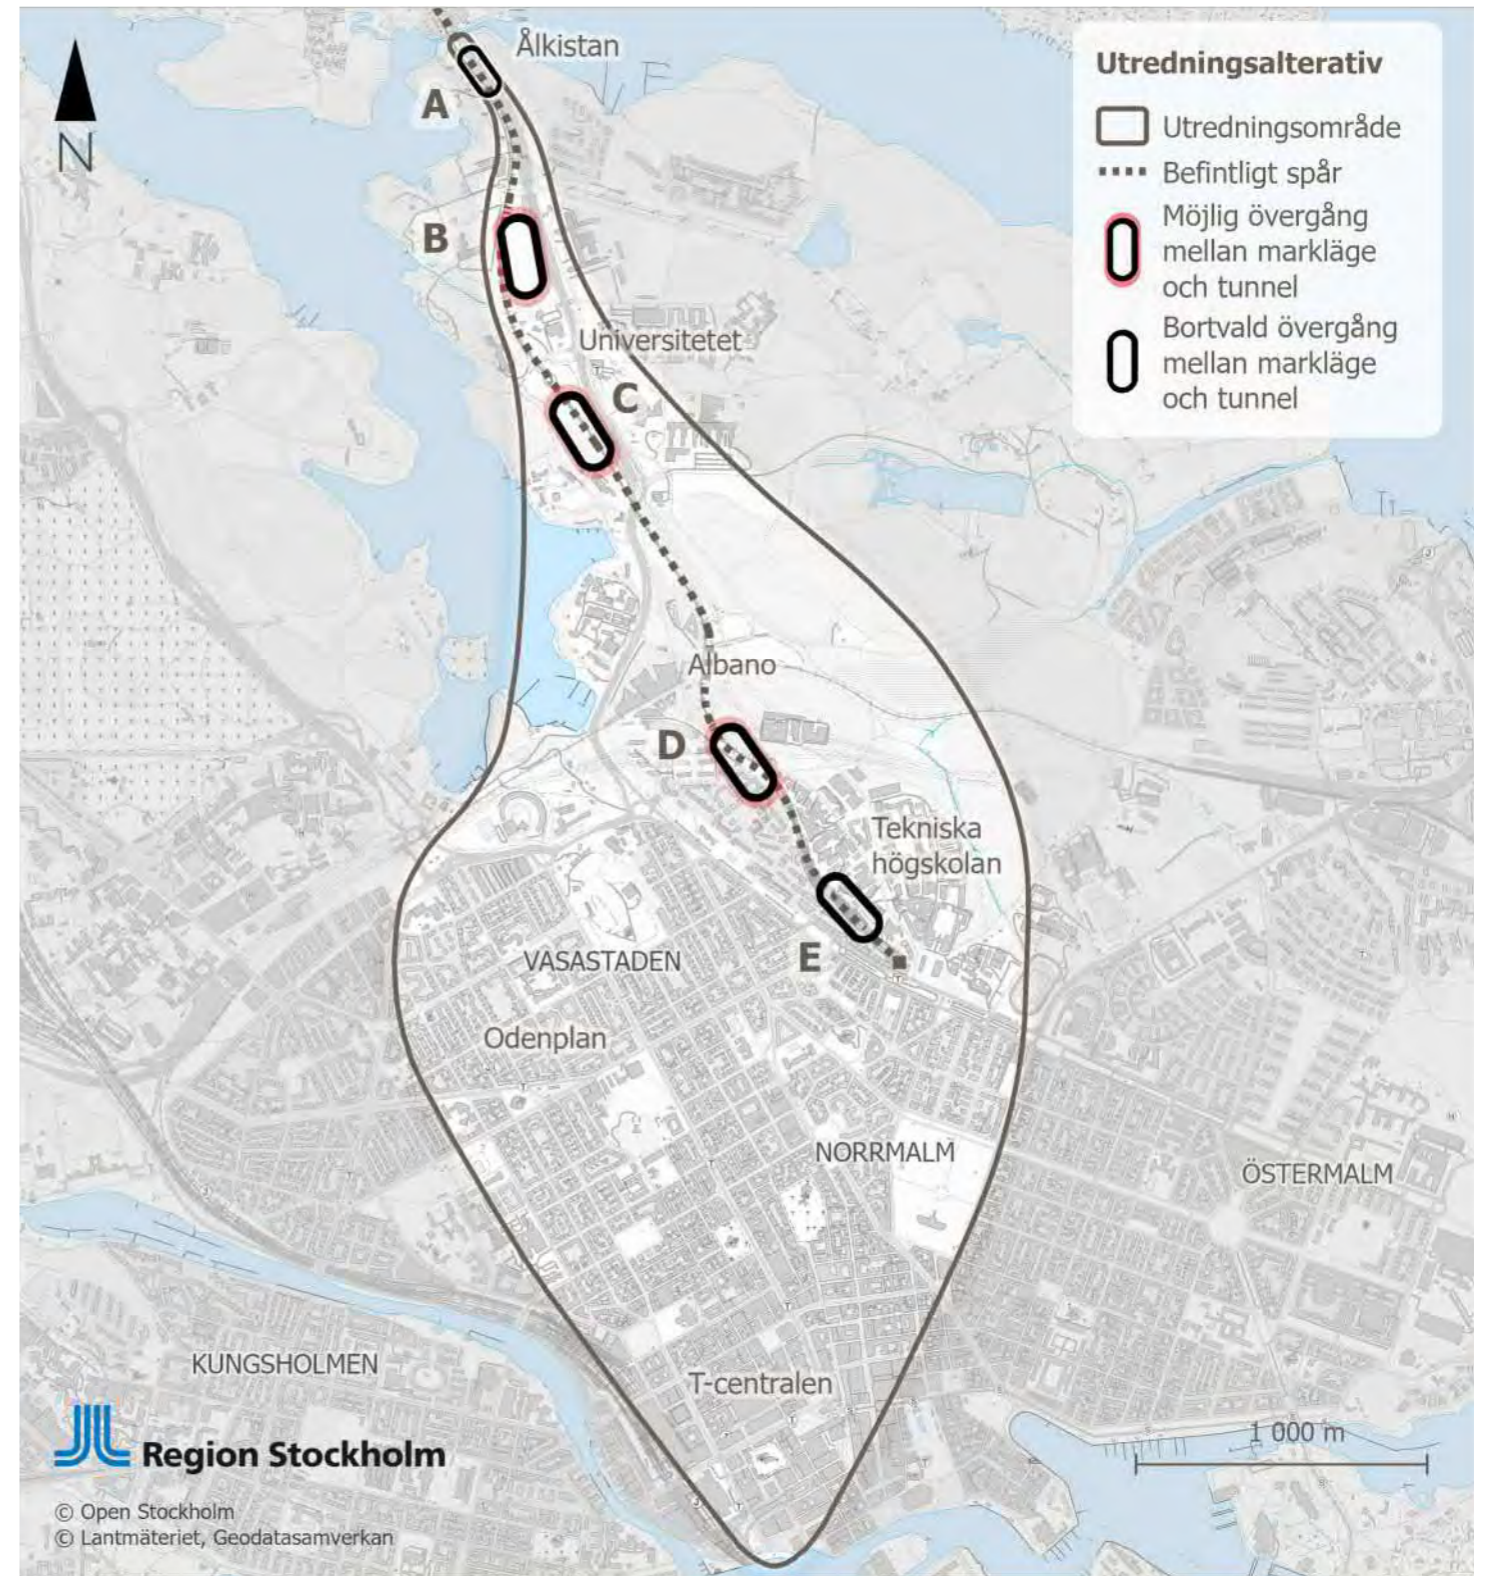 Ålkistan
A
N
B
Universitetet
C
Albano
D
Tekniska
högskolan
VASASTADEN
E
Odenplan
NORRMALM
ÖSTERMALM
KUNGSHOLMEN
T-centralen
Utredningsalterativ
Utredningsområde
Befintligt spår
Möjlig övergång
mellan markläge
och tunnel
Bortvald övergång
mellan markläge
och tunnel
1 000 m
Region Stockholm
© Open Stockholm
© Lantmäteriet, Geodatasamverkan